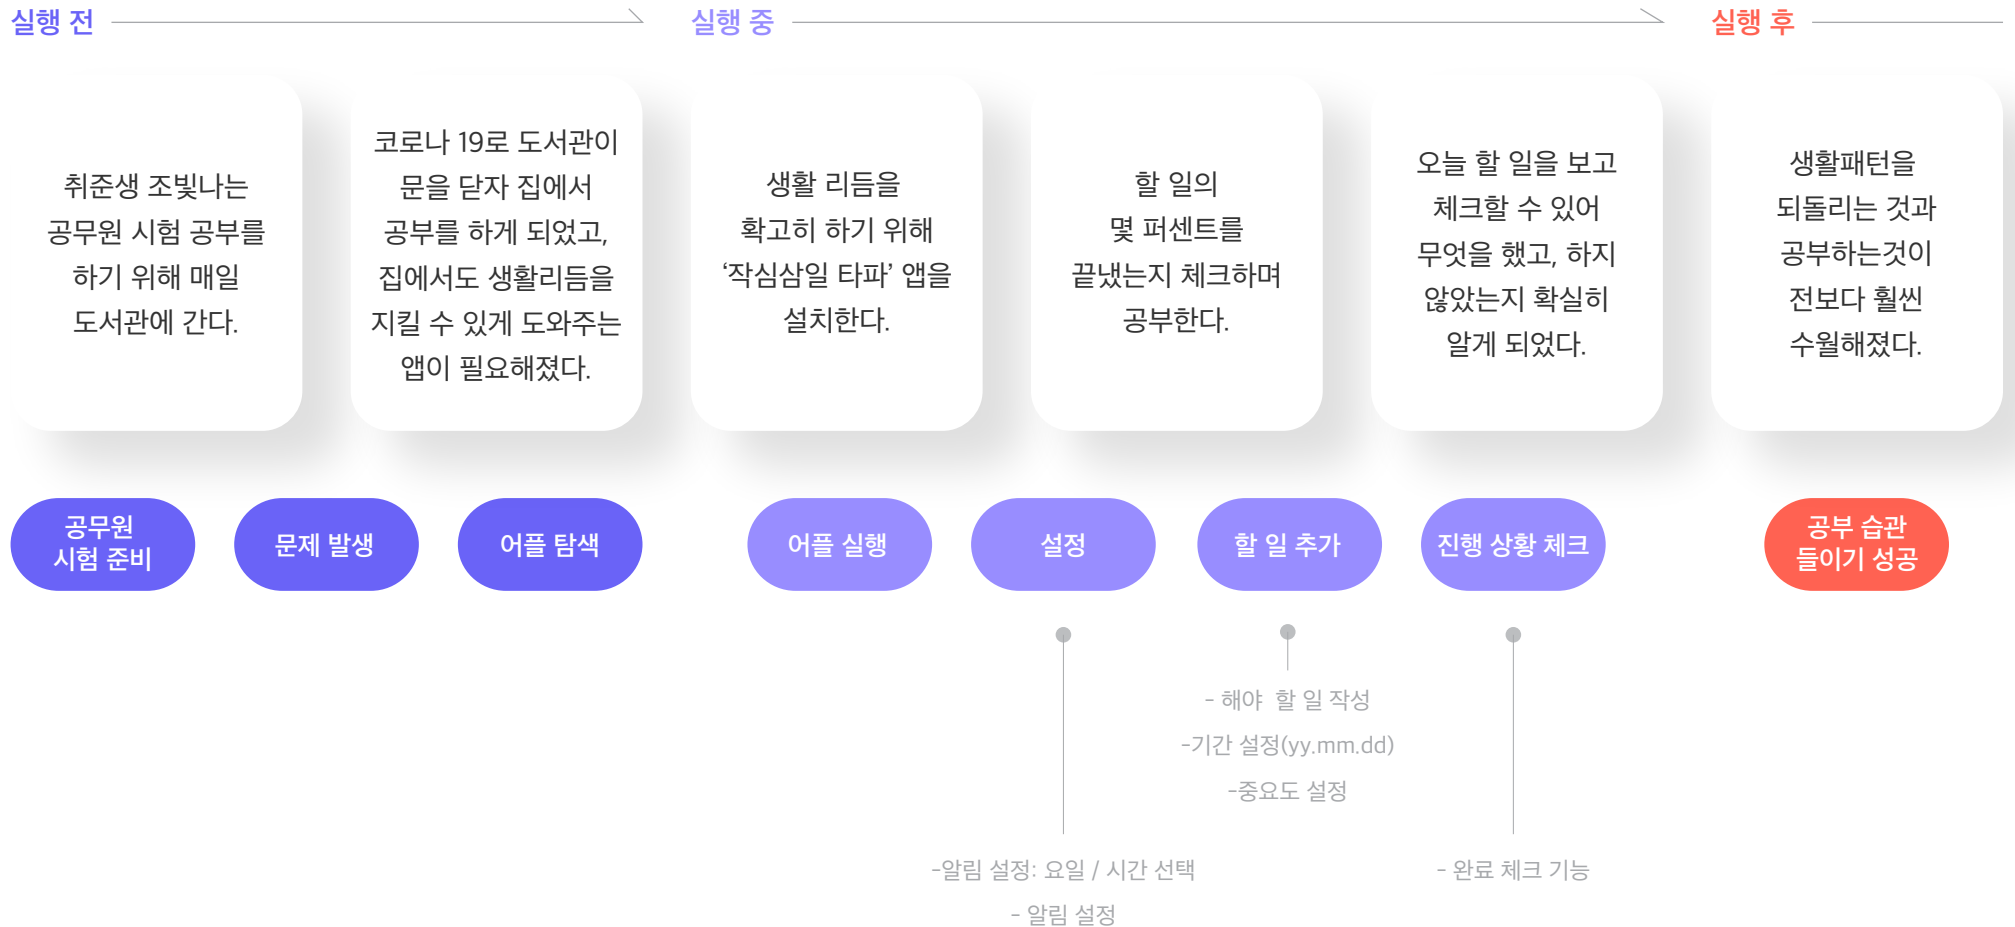 실행 전
실행 중
실행 후
취준생 조빛나는
공무원 시험 공부를
하기 위해 매일
도서관에 간다.
코로나 19로 도서관이
문을 닫자 집에서
공부를 하게 되었고,
집에서도 생활리듬을
지킬 수 있게 도와주는
앱이 필요해졌다.
생활 리듬을
확고히 하기 위해
‘작심삼일 타파’ 앱을
설치한다.
할 일의
몇 퍼센트를
끝냈는지 체크하며
공부한다.
오늘 할 일을 보고
체크할 수 있어
무엇을 했고, 하지
않았는지 확실히
알게 되었다.
생활패턴을
되돌리는 것과
공부하는것이
전보다 훨씬
수월해졌다.
공무원
시험 준비
문제 발생
어플 탐색
어플 실행
설정
할 일 추가
진행 상황 체크
공부 습관
들이기 성공
-알림 설정: 요일 / 시간 선택
- 알림 설정
- 해야  할 일 작성
-기간 설정(yy.mm.dd)
-중요도 설정
- 완료 체크 기능